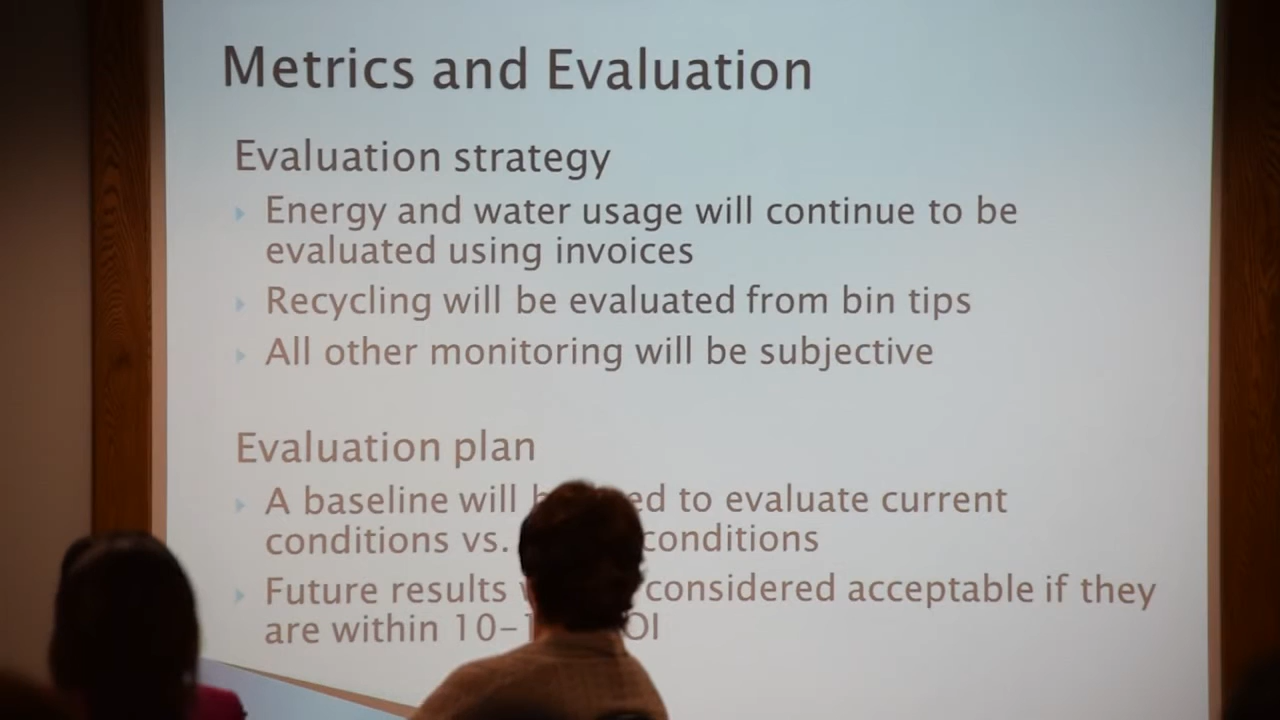 Metrics and Evaluation
Evaluation strategy
Energy and water usage will continue to be
evaluated using invoices
Recycling will be evaluated from bin tips
All other monitoring will be subjective
Evaluation plan
A baseline will to evaluate current
conditions vs. conditions
Future results considered acceptable if they
are within